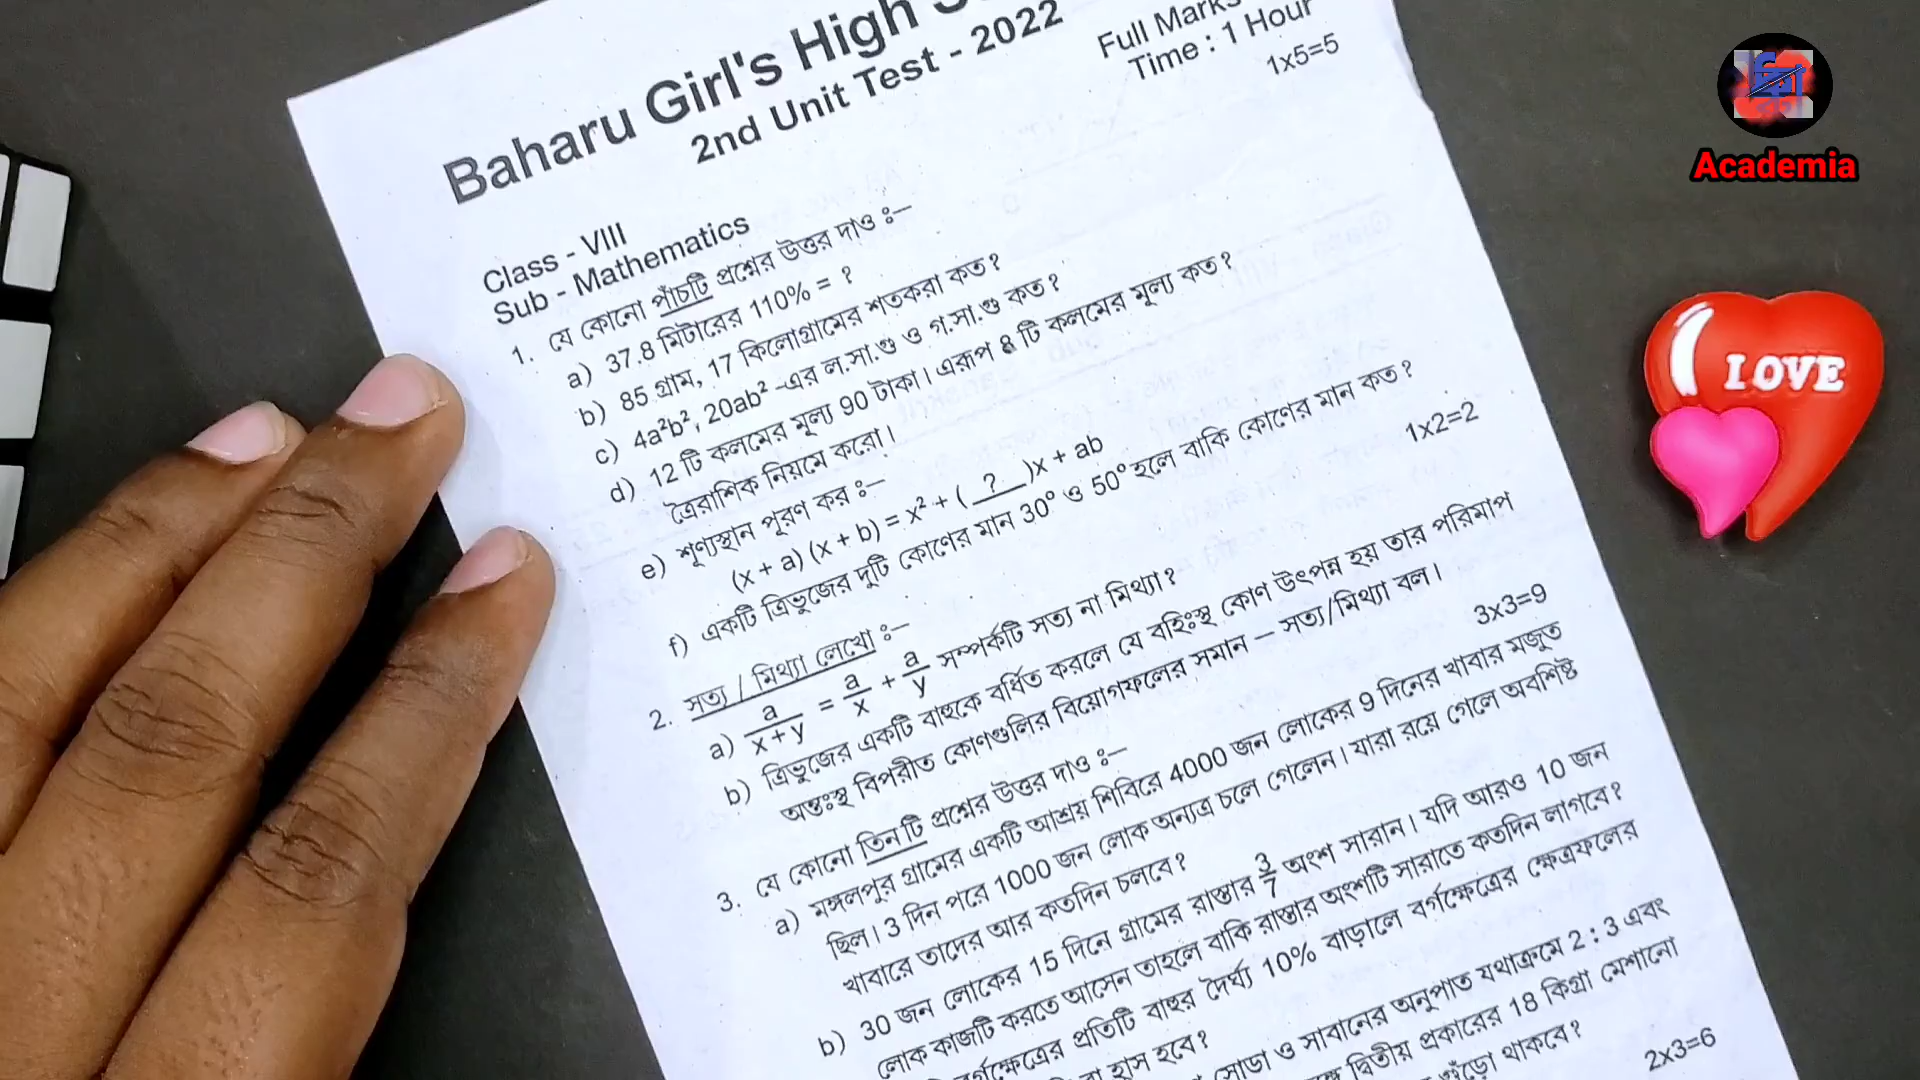 Baharu Girl's High
2nd Unit Test - 2022
Full Marks
Time : 1 Hour
Class - VIII
Sub - Mathematics
1. যে কোনো পাঁচটি প্রশ্নের উত্তর দাও ঃ— 1x5=5
a) 37.8 মিটারের 110% = ?
b) 85 গ্রাম, 17 কিলোগ্রামের শতকরা কত?
c) 4a²b², 20ab² -এর ল.সা.গু ও গ.সা.গু কত?
d) 12 টি কলমের মূল্য 90 টাকা। এরূপ 8 টি কলমের মূল্য কত?
ত্রৈরাশিক নিয়মে করো।
e) শূণ্যস্থান পূরণ কর ঃ—
(x + a) (x + b) = x² + ( __?__ )x + ab
f) একটি ত্রিভুজের দুটি কোণের মান 30° ও 50° হলে বাকি কোণের মান কত?
2. সত্য / মিথ্যা লেখো ঃ— 1x2=2
a) a/(x + y) = a/x + a/y সম্পর্কটি সত্য না মিথ্যা?
b) ত্রিভুজের একটি বাহুকে বর্ধিত করলে যে বহিঃস্থ কোণ উৎপন্ন হয় তার পরিমাপ
অন্তঃস্থ বিপরীত কোণগুলির বিয়োগফলের সমান – সত্য/মিথ্যা বল।
3. যে কোনো তিনটি প্রশ্নের উত্তর দাও ঃ— 3x3=9
a) মঙ্গলপুর গ্রামের একটি আশ্রয় শিবিরে 4000 জন লোকের 9 দিনের খাবার মজুত
ছিল। 3 দিন পরে 1000 জন লোক অন্যত্র চলে গেলেন। যারা রয়ে গেলে অবশিষ্ট
খাবারে তাদের আর কতদিন চলবে?
b) 30 জন লোকের 15 দিনে গ্রামের রাস্তার 3/7 অংশ সারান। যদি আরও 10 জন
লোক কাজটি করতে আসেন তাহলে বাকি রাস্তার অংশটি সারাতে কতদিন লাগবে?
বর্গক্ষেত্রের প্রতিটি বাহুর দৈর্ঘ্য 10% বাড়ালে বর্গক্ষেত্রের ক্ষেত্রফলের
হ্রাস হবে?
সোডা ও সাবানের অনুপাত যথাক্রমে 2 : 3 এবং
দ্বিতীয় প্রকারের 18 কিগ্রা মেশানো
গুঁড়ো থাকবে?
2x3=6
Academia
I LOVE